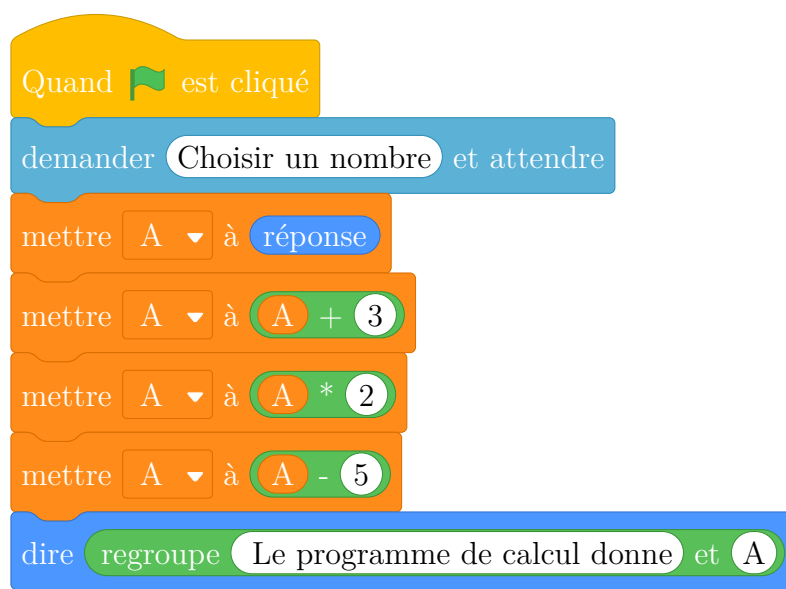 Quand est cliqué
demander Choisir un nombre et attendre
mettre A à réponse
mettre A à A + 3
mettre A à A * 2
mettre A à A - 5
dire regroupe Le programme de calcul donne et A